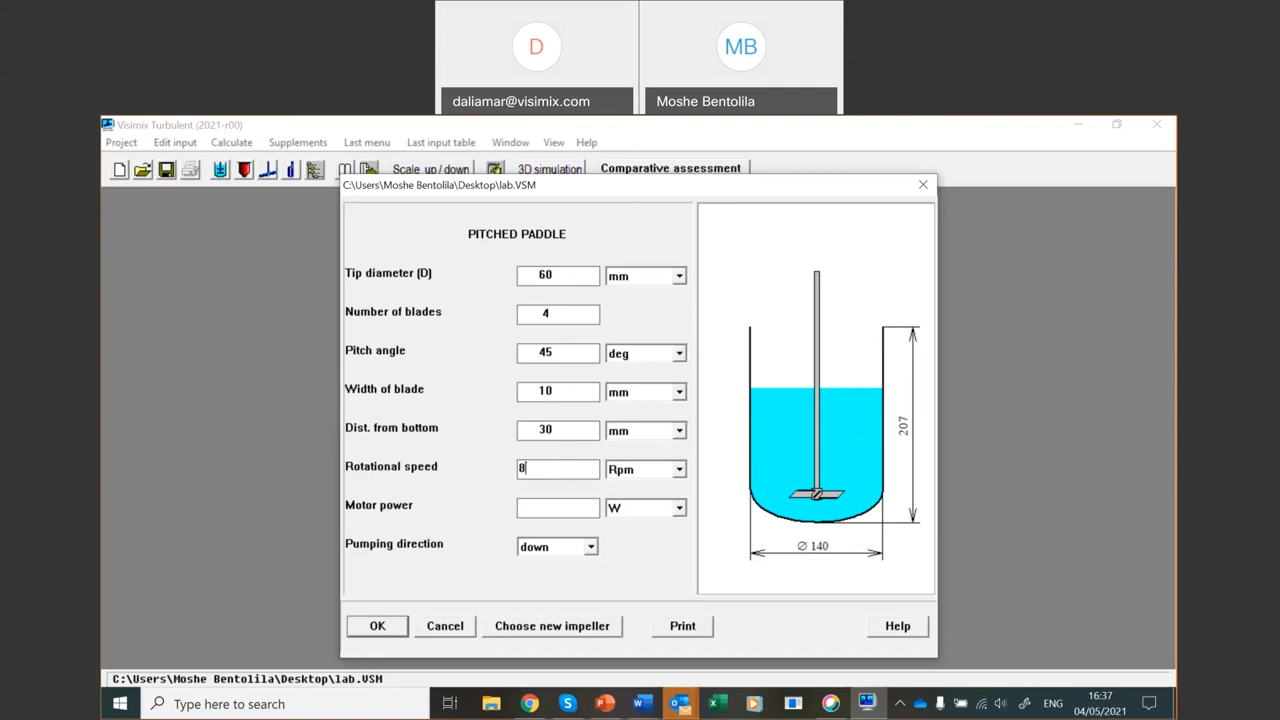 D
MB
daliamar@visimix.com
Moshe Bentolila
Visimix Turbulent (2021-r00)
Project Edit input Calculate Supplements Last menu Last input table Window View Help
Scale up/down 3D simulation Comparative assessment
C:\Users\Moshe Bentolila\Desktop\lab.VSM
PITCHED PADDLE
Tip diameter (D) 60 mm
Number of blades 4
Pitch angle 45 deg
Width of blade 10 mm
Dist. from bottom 30 mm
Rotational speed 8 Rpm
Motor power W
Pumping direction down
207
Ø 140
OK Cancel Choose new impeller Print Help
C:\Users\Moshe Bentolila\Desktop\lab.VSM
Type here to search
ENG
16:37
04/05/2021